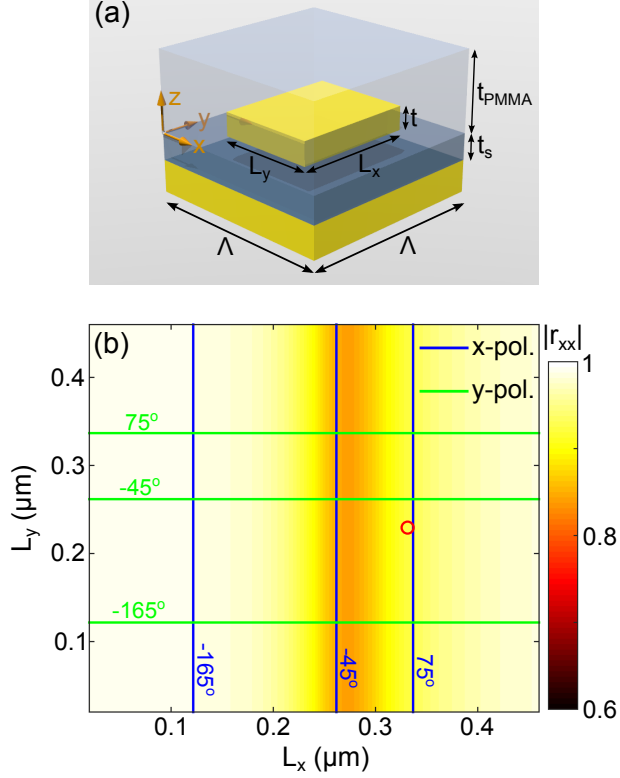 (a)
z
y
x
t
t_PMMA
t_s
L_y
L_x
Λ
Λ
(b)
|r_xx|
x-pol.
y-pol.
75°
-45°
-165°
-165°
-45°
75°
0.4
0.3
0.2
0.1
L_y (μm)
0.1
0.2
0.3
0.4
L_x (μm)
1
0.8
0.6